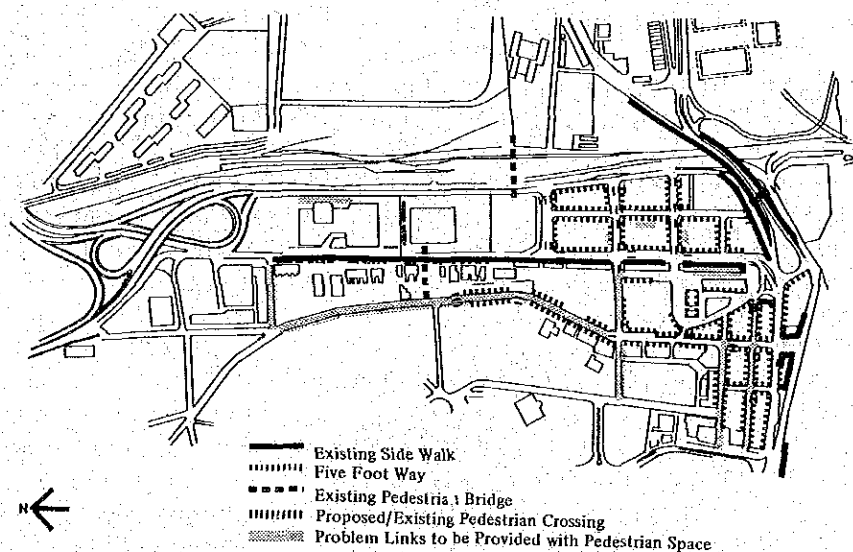 Existing Side Walk
Five Foot Way
Existing Pedestrian Bridge
Proposed/Existing Pedestrian Crossing
Problem Links to be Provided with Pedestrian Space
N